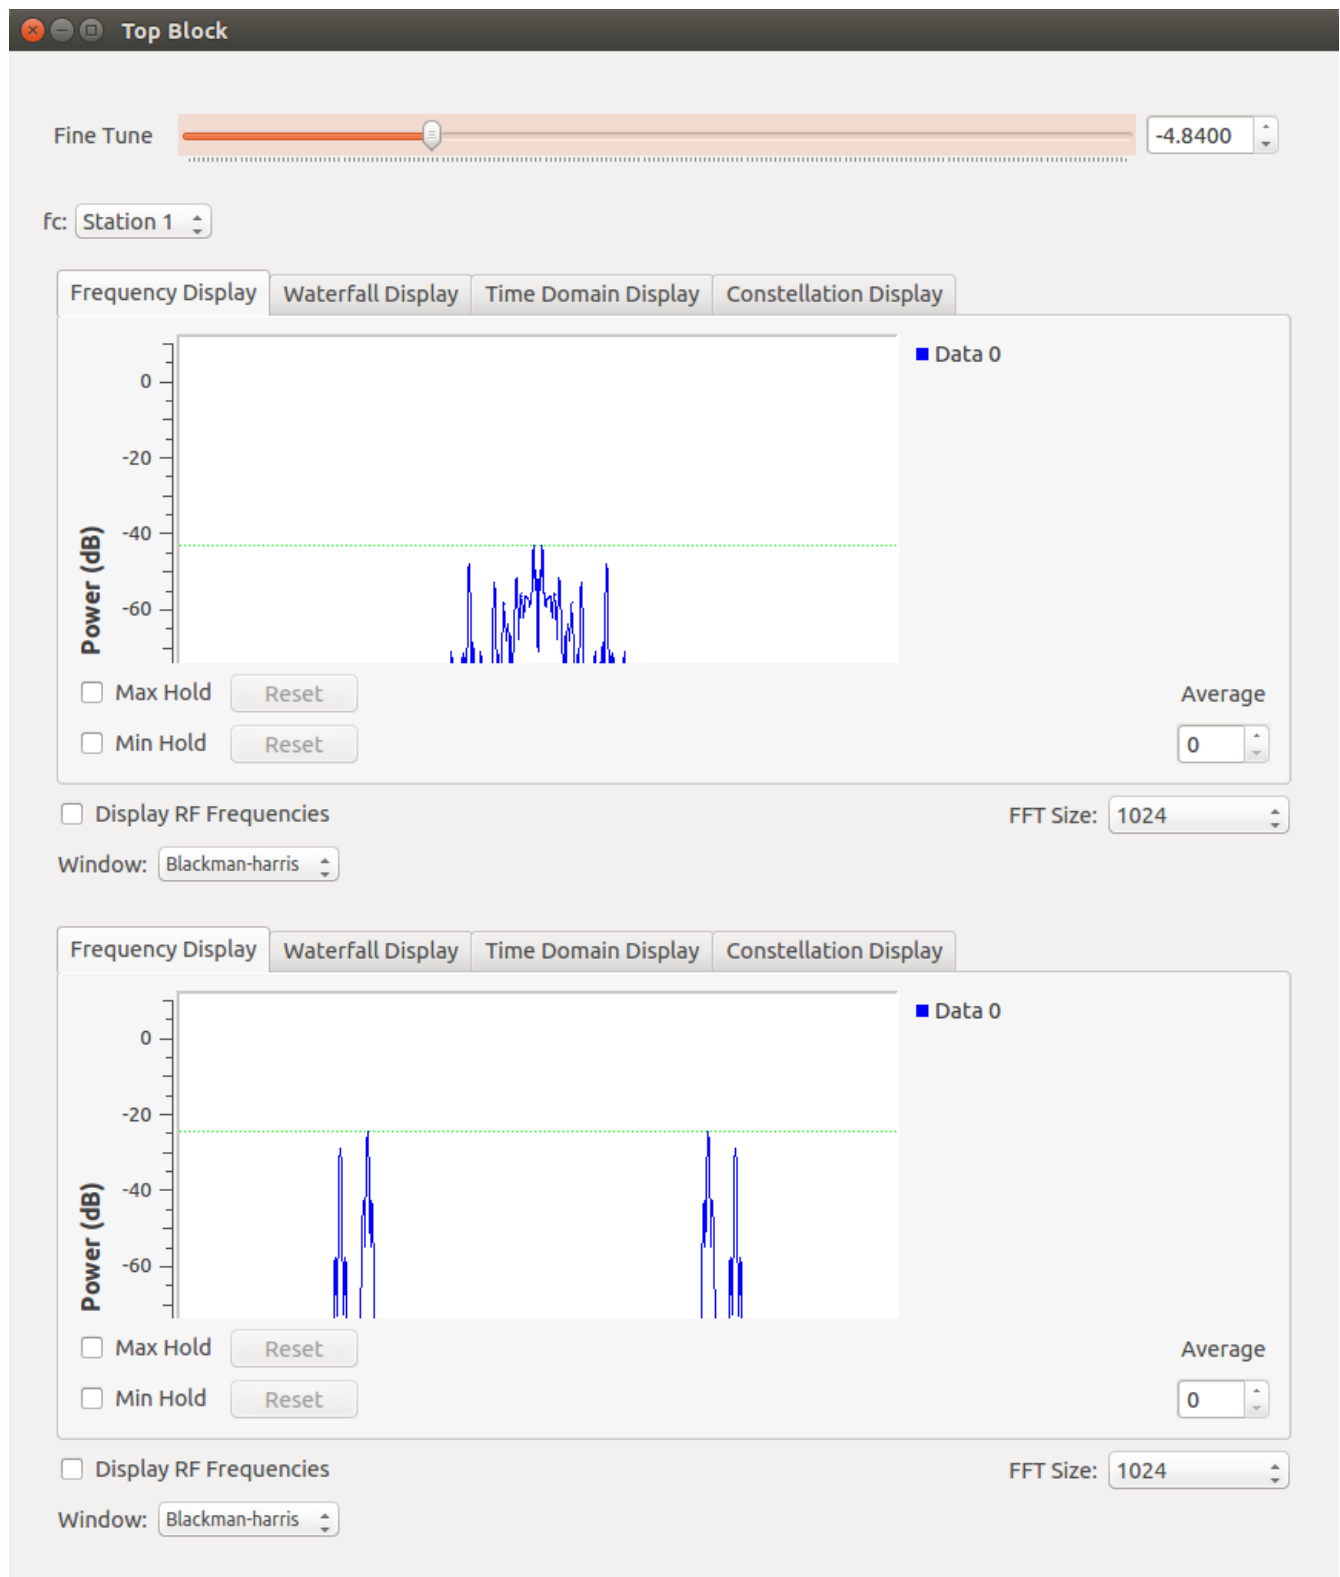 Top Block
Fine Tune -4.8400
fc: Station 1
Frequency Display Waterfall Display Time Domain Display Constellation Display
Data 0
0
-20
-40
-60
Power (dB)
Max Hold Reset Average
Min Hold Reset 0
Display RF Frequencies FFT Size: 1024
Window: Blackman-harris
Frequency Display Waterfall Display Time Domain Display Constellation Display
Data 0
0
-20
-40
-60
Power (dB)
Max Hold Reset Average
Min Hold Reset 0
Display RF Frequencies FFT Size: 1024
Window: Blackman-harris